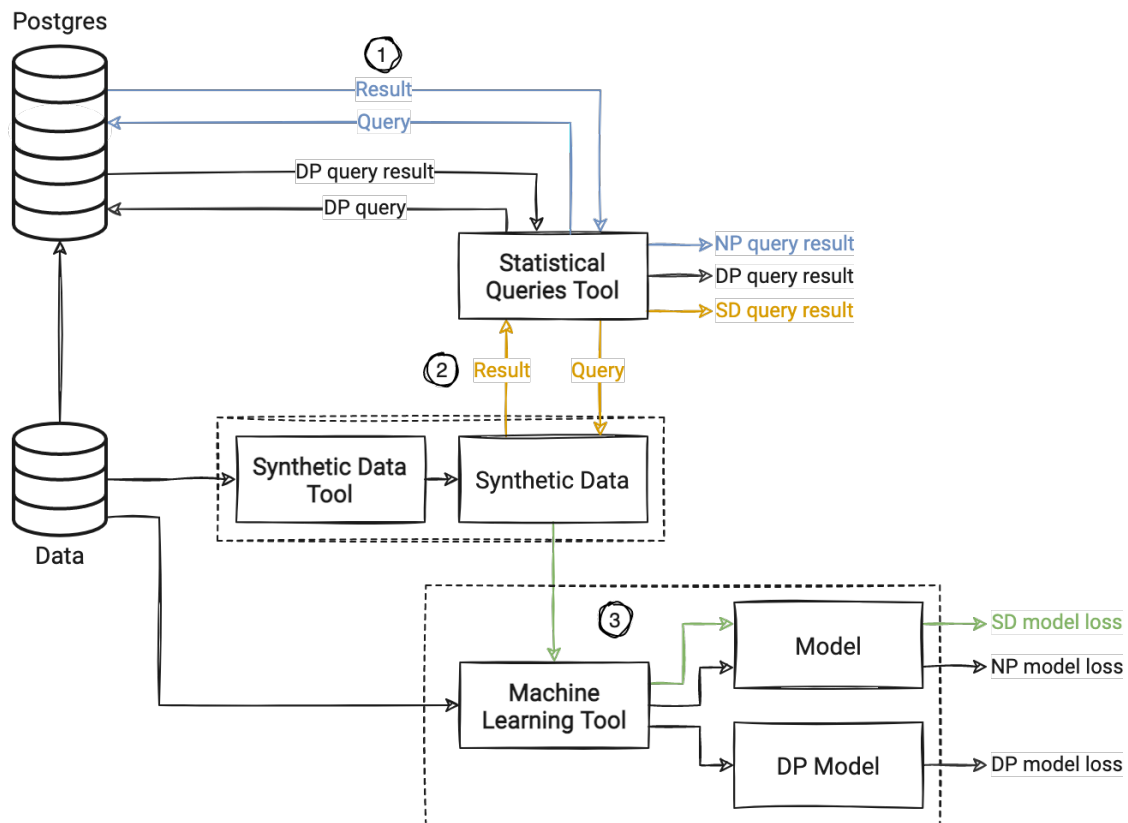 Postgres
1
Result
Query
DP query result
DP query
Statistical
Queries Tool
NP query result
DP query result
SD query result
2
Result
Query
Synthetic Data
Tool
Synthetic Data
Data
3
Machine
Learning Tool
Model
DP Model
SD model loss
NP model loss
DP model loss